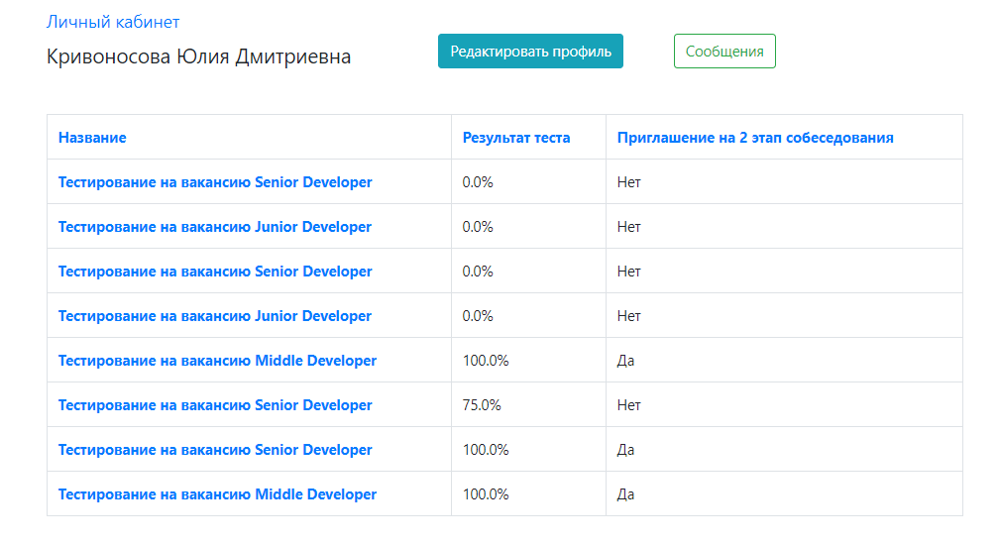 Личный кабинет
Кривоносова Юлия Дмитриевна Редактировать профиль Сообщения
Название Результат теста Приглашение на 2 этап собеседования
Тестирование на вакансию Senior Developer 0.0% Нет
Тестирование на вакансию Junior Developer 0.0% Нет
Тестирование на вакансию Senior Developer 0.0% Нет
Тестирование на вакансию Junior Developer 0.0% Нет
Тестирование на вакансию Middle Developer 100.0% Да
Тестирование на вакансию Senior Developer 75.0% Нет
Тестирование на вакансию Senior Developer 100.0% Да
Тестирование на вакансию Middle Developer 100.0% Да